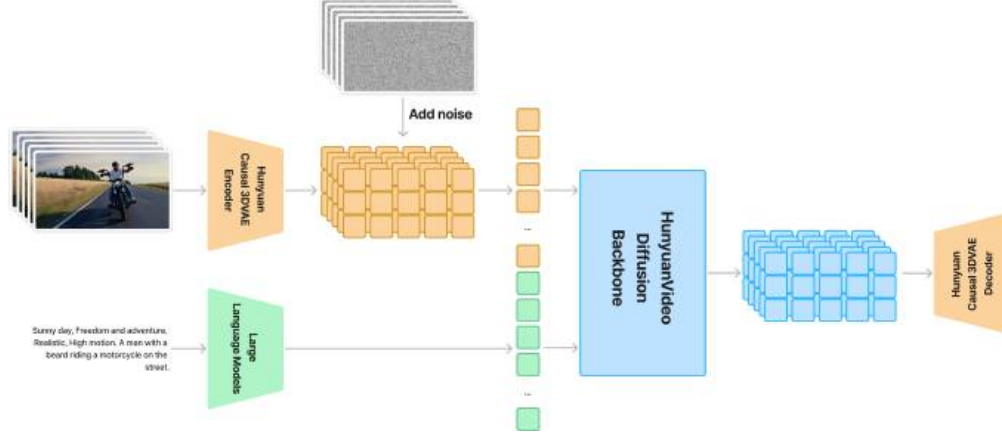 Add noise
Hunyuan
Causal 3DVAE
Encoder
...
HunyuanVideo
Diffusion
Backbone
Hunyuan
Causal 3DVAE
Decoder
Sunny day, Freedom and adventure,
Realistic, High motion. A man with a
beard riding a motorcycle on the
street.
Large
Language Models
...